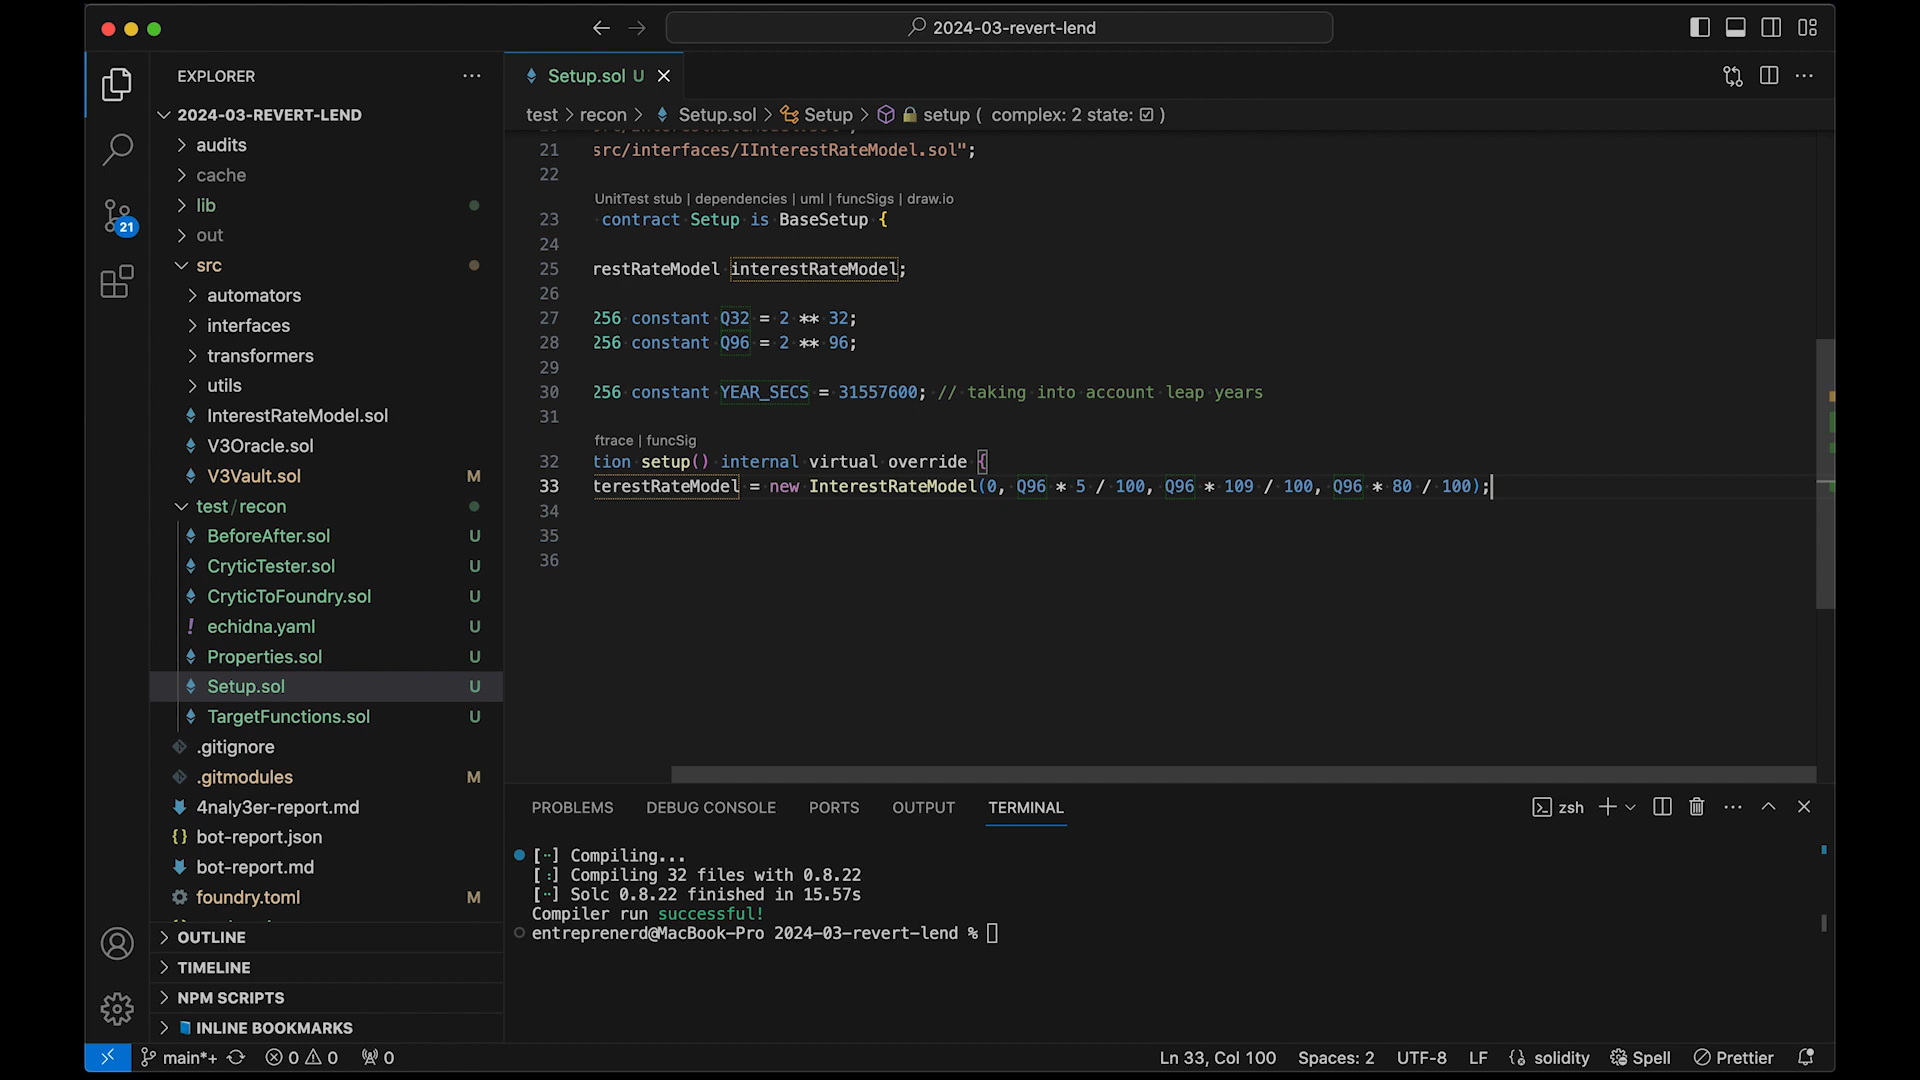 2024-03-revert-lend
EXPLORER
2024-03-REVERT-LEND
audits
cache
lib
out
src
automators
interfaces
transformers
utils
InterestRateModel.sol
V3Oracle.sol
V3Vault.sol M
test/recon
BeforeAfter.sol U
CryticTester.sol U
CryticToFoundry.sol U
echidna.yaml U
Properties.sol U
Setup.sol U
TargetFunctions.sol U
.gitignore
.gitmodules M
4naly3er-report.md
bot-report.json
bot-report.md
foundry.toml M
OUTLINE
TIMELINE
NPM SCRIPTS
INLINE BOOKMARKS
21
Setup.sol U
test > recon > Setup.sol > Setup > setup ( complex: 2 state: ☑ )
21 src/interfaces/IInterestRateModel.sol";
22
UnitTest stub | dependencies | uml | funcSigs | draw.io
23 contract Setup is BaseSetup {
24
25 restRateModel interestRateModel;
26
27 256 constant Q32 = 2 ** 32;
28 256 constant Q96 = 2 ** 96;
29
30 256 constant YEAR_SECS = 31557600; // taking into account leap years
31
ftrace | funcSig
32 tion setup() internal virtual override {
33 terestRateModel = new InterestRateModel(0, Q96 * 5 / 100, Q96 * 109 / 100, Q96 * 80 / 100);
34
35
36
PROBLEMS DEBUG CONSOLE PORTS OUTPUT TERMINAL
zsh
[⠒] Compiling...
[⠆] Compiling 32 files with 0.8.22
[⠒] Solc 0.8.22 finished in 15.57s
Compiler run successful!
entreprenerd@MacBook-Pro 2024-03-revert-lend %
main*+ 0 0 0
Ln 33, Col 100 Spaces: 2 UTF-8 LF solidity Spell Prettier